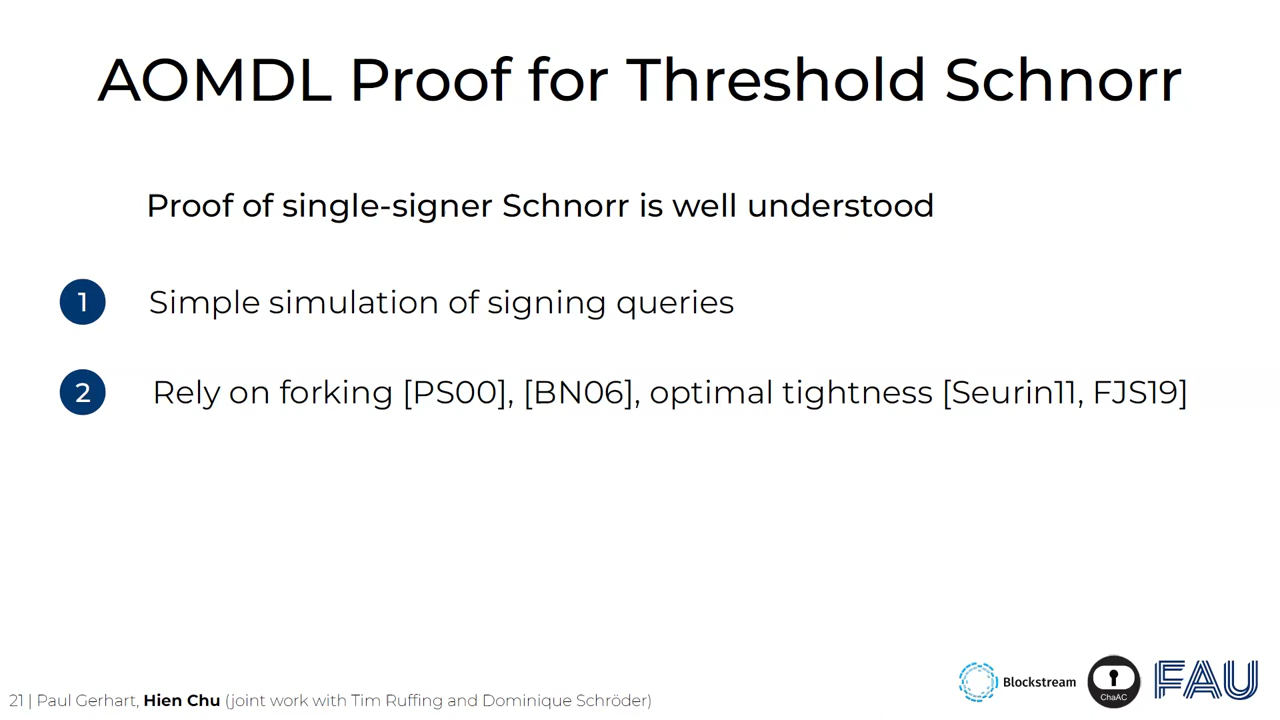 AOMDL Proof for Threshold Schnorr
Proof of single-signer Schnorr is well understood
1 Simple simulation of signing queries
2 Rely on forking [PS00], [BN06], optimal tightness [Seurin11, FJS19]
21 | Paul Gerhart, Hien Chu (joint work with Tim Ruffing and Dominique Schröder)
Blockstream
ChaAC
FAU